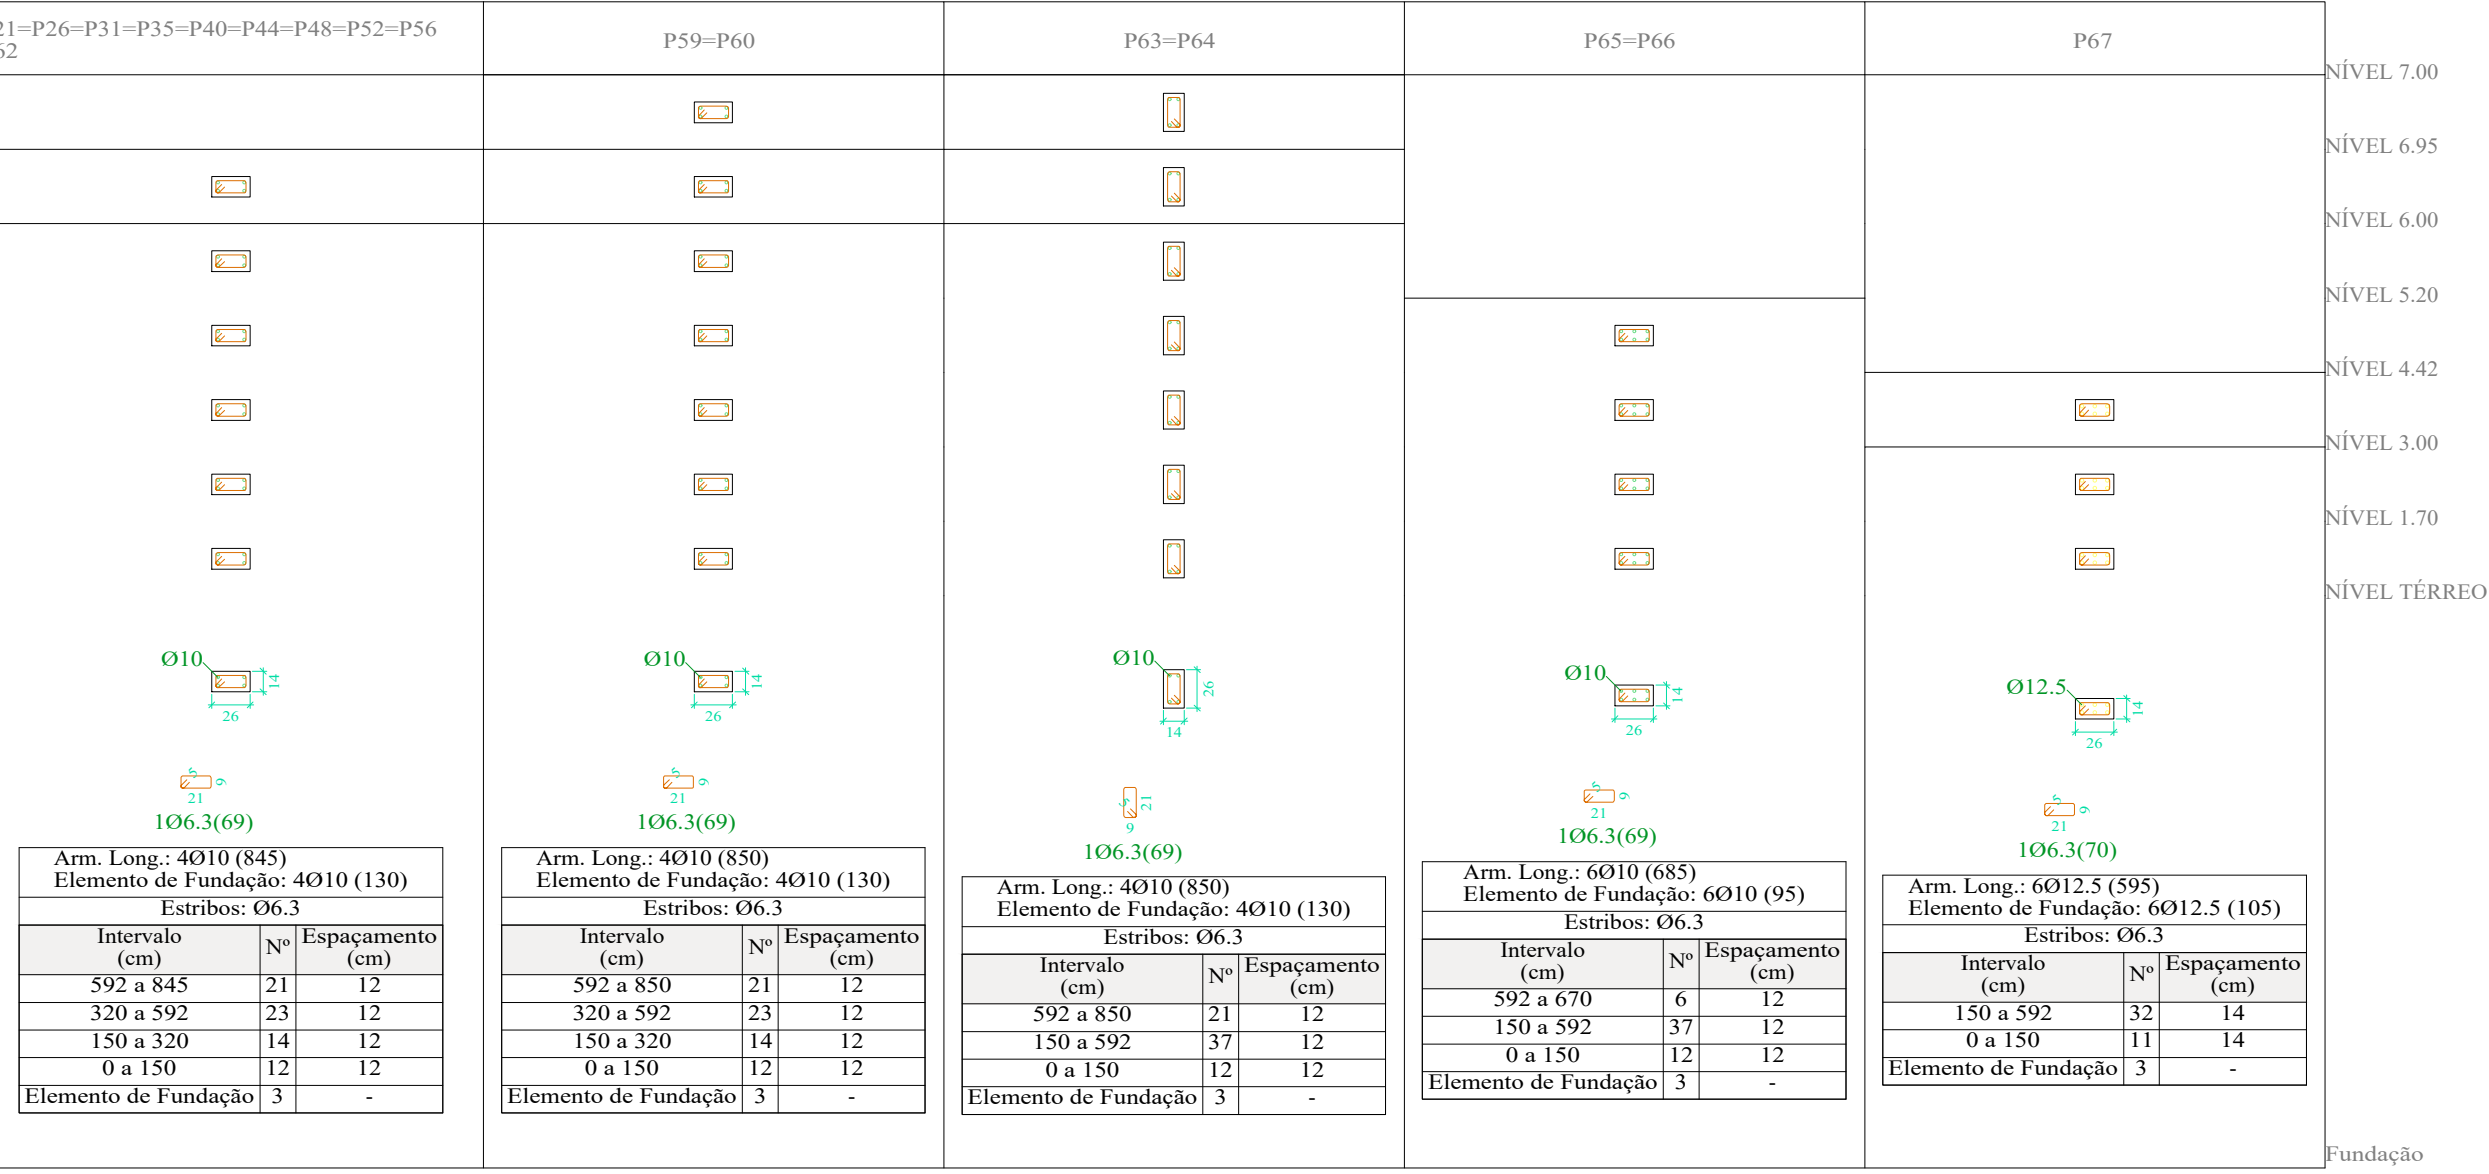 21=P26=P31=P35=P40=P44=P48=P52=P56
62
P59=P60
P63=P64
P65=P66
P67
NÍVEL 7.00
NÍVEL 6.95
NÍVEL 6.00
NÍVEL 5.20
NÍVEL 4.42
NÍVEL 3.00
NÍVEL 1.70
NÍVEL TÉRREO
Ø10
14
26
5
9
21
1Ø6.3(69)
Arm. Long.: 4Ø10 (845)
Elemento de Fundação: 4Ø10 (130)
Estribos: Ø6.3
Intervalo (cm) Nº Espaçamento (cm)
592 a 845 21 12
320 a 592 23 12
150 a 320 14 12
0 a 150 12 12
Elemento de Fundação 3 -
Ø10
14
26
5
9
21
1Ø6.3(69)
Arm. Long.: 4Ø10 (850)
Elemento de Fundação: 4Ø10 (130)
Estribos: Ø6.3
Intervalo (cm) Nº Espaçamento (cm)
592 a 850 21 12
320 a 592 23 12
150 a 320 14 12
0 a 150 12 12
Elemento de Fundação 3 -
Ø10
26
14
5
21
9
1Ø6.3(69)
Arm. Long.: 4Ø10 (850)
Elemento de Fundação: 4Ø10 (130)
Estribos: Ø6.3
Intervalo (cm) Nº Espaçamento (cm)
592 a 850 21 12
150 a 592 37 12
0 a 150 12 12
Elemento de Fundação 3 -
Ø10
14
26
5
9
21
1Ø6.3(69)
Arm. Long.: 6Ø10 (685)
Elemento de Fundação: 6Ø10 (95)
Estribos: Ø6.3
Intervalo (cm) Nº Espaçamento (cm)
592 a 670 6 12
150 a 592 37 12
0 a 150 12 12
Elemento de Fundação 3 -
Ø12.5
14
26
5
9
21
1Ø6.3(70)
Arm. Long.: 6Ø12.5 (595)
Elemento de Fundação: 6Ø12.5 (105)
Estribos: Ø6.3
Intervalo (cm) Nº Espaçamento (cm)
150 a 592 32 14
0 a 150 11 14
Elemento de Fundação 3 -
Fundação